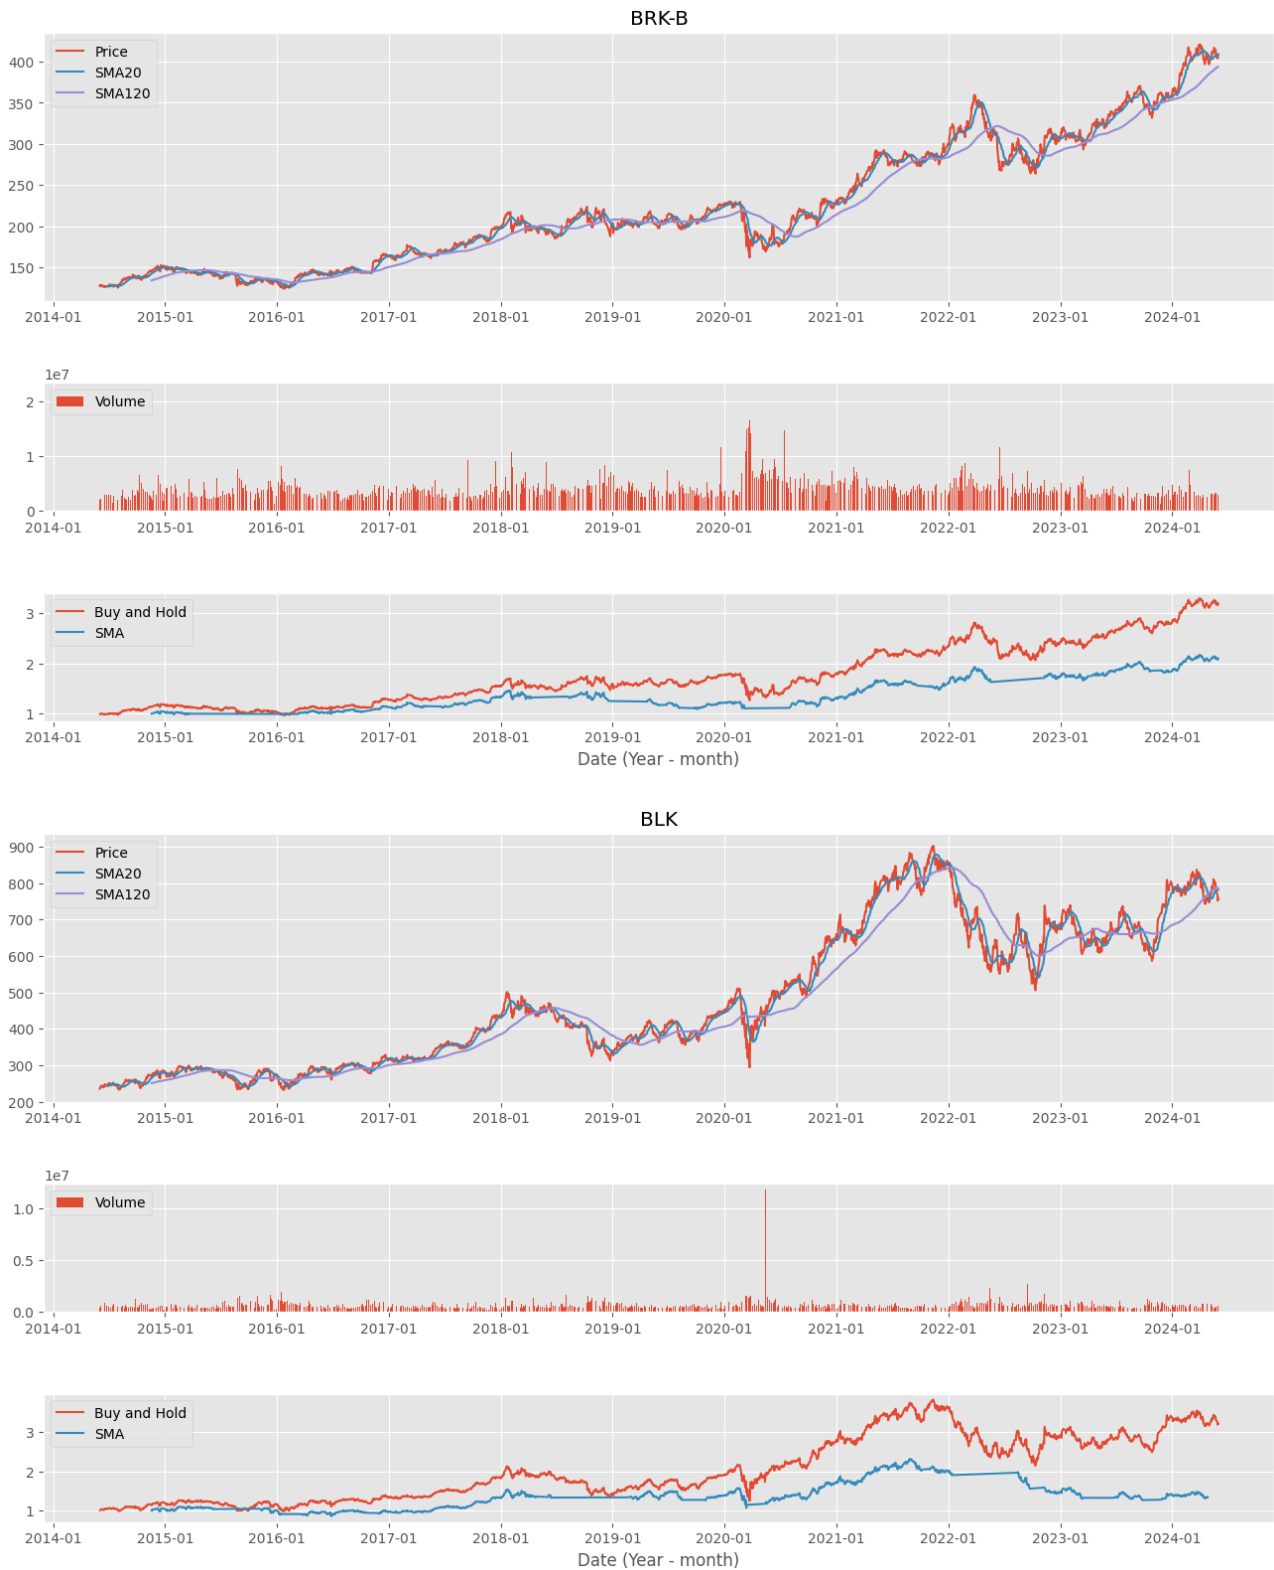 BRK-B
Price
SMA20
SMA120
400
350
300
250
200
150
2014-01 2015-01 2016-01 2017-01 2018-01 2019-01 2020-01 2021-01 2022-01 2023-01 2024-01
1e7
Volume
2
1
0
2014-01 2015-01 2016-01 2017-01 2018-01 2019-01 2020-01 2021-01 2022-01 2023-01 2024-01
Buy and Hold
SMA
3
2
1
2014-01 2015-01 2016-01 2017-01 2018-01 2019-01 2020-01 2021-01 2022-01 2023-01 2024-01
Date (Year - month)
BLK
Price
SMA20
SMA120
900
800
700
600
500
400
300
200
2014-01 2015-01 2016-01 2017-01 2018-01 2019-01 2020-01 2021-01 2022-01 2023-01 2024-01
1e7
Volume
1.0
0.5
0.0
2014-01 2015-01 2016-01 2017-01 2018-01 2019-01 2020-01 2021-01 2022-01 2023-01 2024-01
Buy and Hold
SMA
3
2
1
2014-01 2015-01 2016-01 2017-01 2018-01 2019-01 2020-01 2021-01 2022-01 2023-01 2024-01
Date (Year - month)